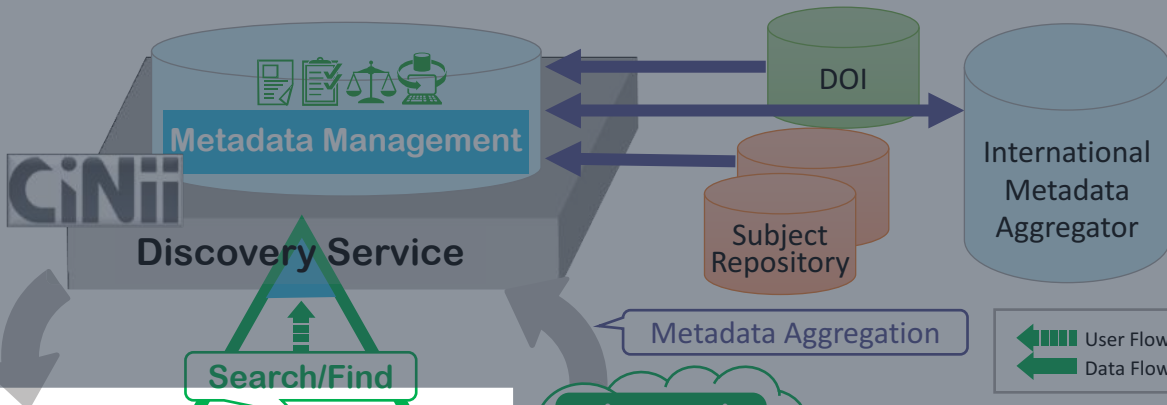 DOI
Metadata Management
International
Metadata
Aggregator
CiNii
Subject
Repository
Discovery Service
Metadata Aggregation
User Flow
Data Flow
Search/Find